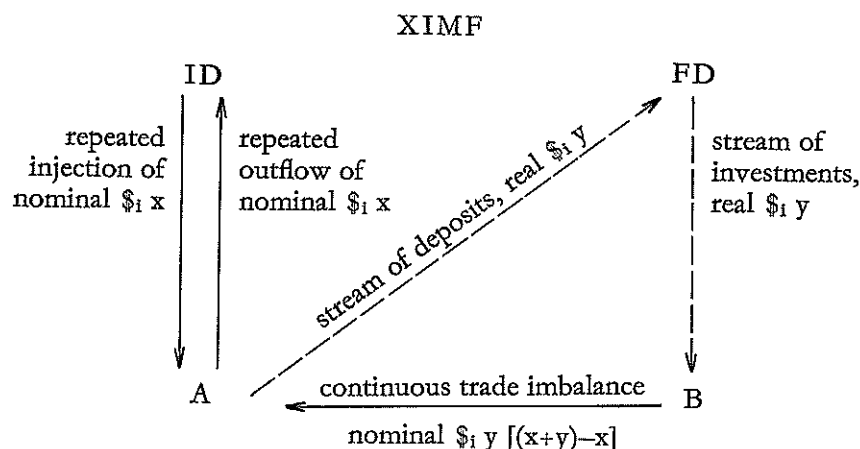 XIMF
ID
FD
repeated
injection of
nominal $i x
repeated
outflow of
nominal $i x
stream of deposits, real $i y
stream of
investments,
real $i y
A
continuous trade imbalance
B
nominal $i y [(x+y)–x]